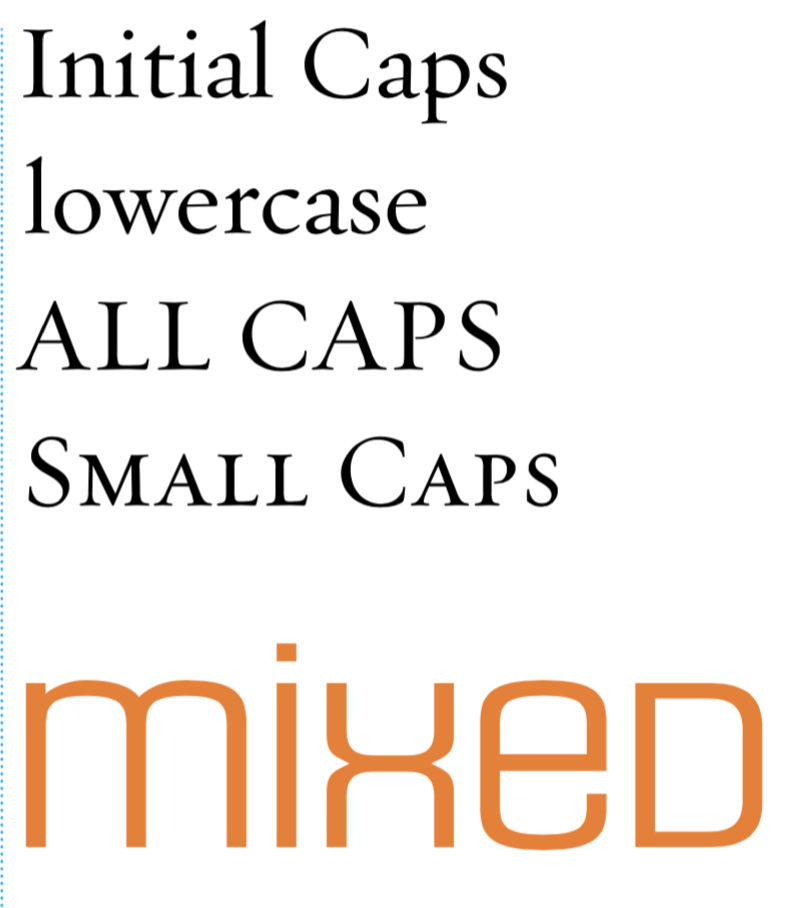 Initial Caps
lowercase
ALL CAPS
Small Caps
mixeD